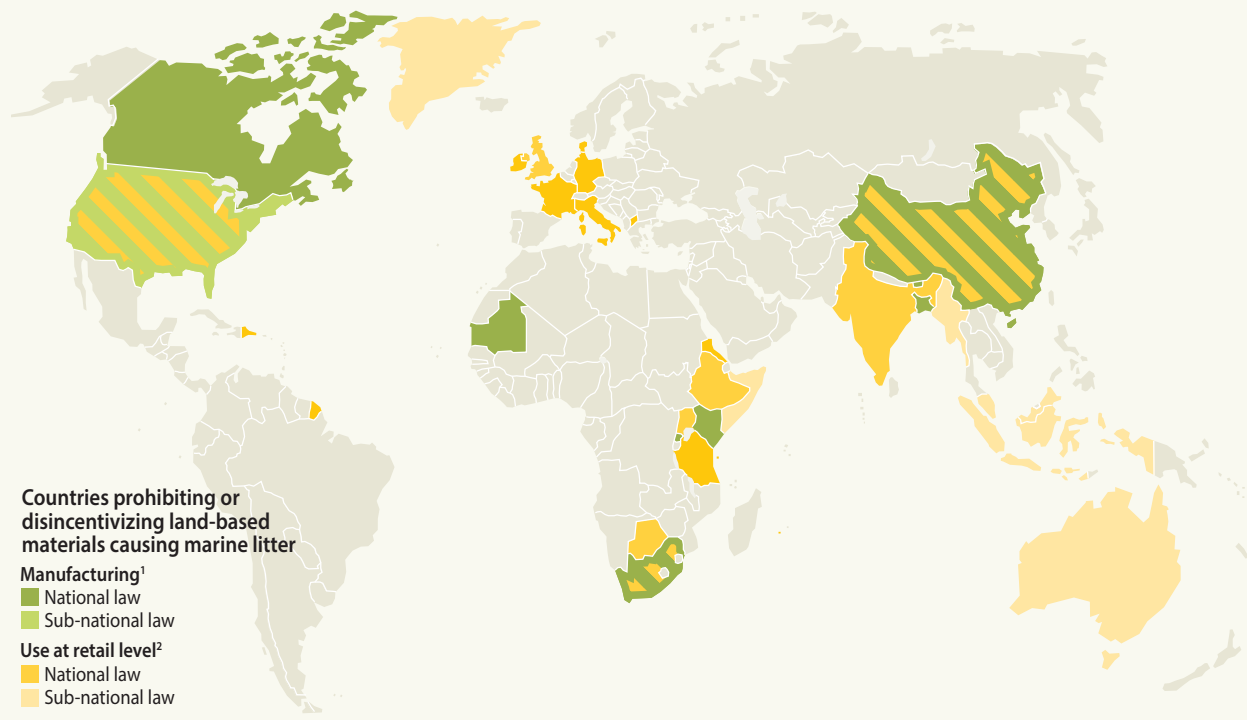 Countries prohibiting or
disincentivizing land-based
materials causing marine litter
Manufacturing¹
National law
Sub-national law
Use at retail level²
National law
Sub-national law